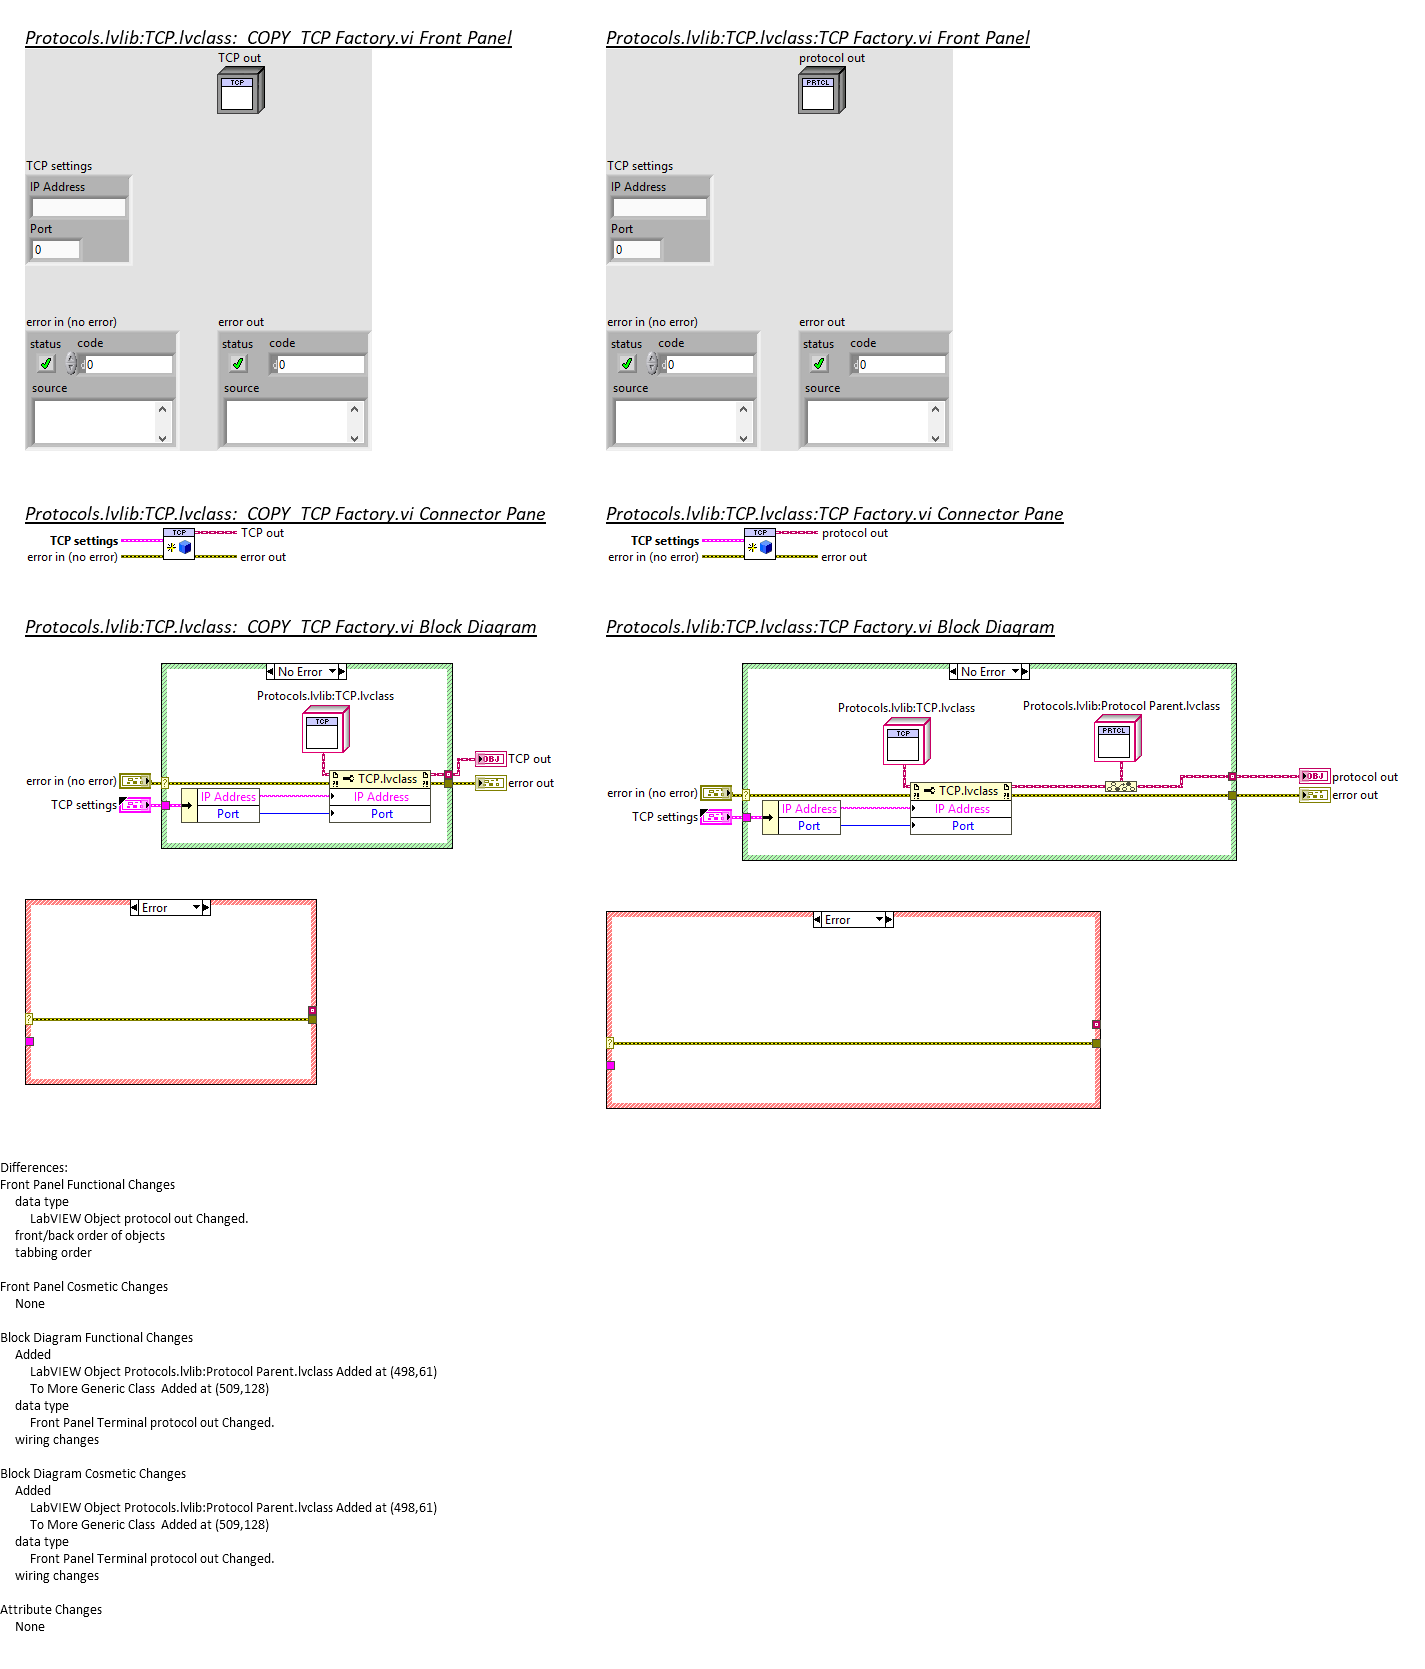 Protocols.lvlib:TCP.lvclass:_COPY_TCP Factory.vi Front Panel
TCP out
TCP
TCP settings
IP Address
Port
0
error in (no error)
status
code
d
0
source
error out
status
code
d
0
source
Protocols.lvlib:TCP.lvclass:TCP Factory.vi Front Panel
protocol out
PRTCL
TCP settings
IP Address
Port
0
error in (no error)
status
code
d
0
source
error out
status
code
d
0
source
Protocols.lvlib:TCP.lvclass:_COPY_TCP Factory.vi Connector Pane
TCP
TCP out
TCP settings
error in (no error)
error out
Protocols.lvlib:TCP.lvclass:TCP Factory.vi Connector Pane
TCP
protocol out
TCP settings
error in (no error)
error out
Protocols.lvlib:TCP.lvclass:_COPY_TCP Factory.vi Block Diagram
No Error
Protocols.lvlib:TCP.lvclass
TCP
OBJ
TCP out
TCP.lvclass
error in (no error)
?
error out
TCP settings
IP Address
IP Address
Port
Port
Error
?
Protocols.lvlib:TCP.lvclass:TCP Factory.vi Block Diagram
No Error
Protocols.lvlib:TCP.lvclass
Protocols.lvlib:Protocol Parent.lvclass
TCP
PRTCL
OBJ
protocol out
TCP.lvclass
error in (no error)
?
error out
TCP settings
IP Address
IP Address
Port
Port
Error
?
Differences:
Front Panel Functional Changes
data type
LabVIEW Object protocol out Changed.
front/back order of objects
tabbing order
Front Panel Cosmetic Changes
None
Block Diagram Functional Changes
Added
LabVIEW Object Protocols.lvlib:Protocol Parent.lvclass Added at (498,61)
To More Generic Class  Added at (509,128)
data type
Front Panel Terminal protocol out Changed.
wiring changes
Block Diagram Cosmetic Changes
Added
LabVIEW Object Protocols.lvlib:Protocol Parent.lvclass Added at (498,61)
To More Generic Class  Added at (509,128)
data type
Front Panel Terminal protocol out Changed.
wiring changes
Attribute Changes
None